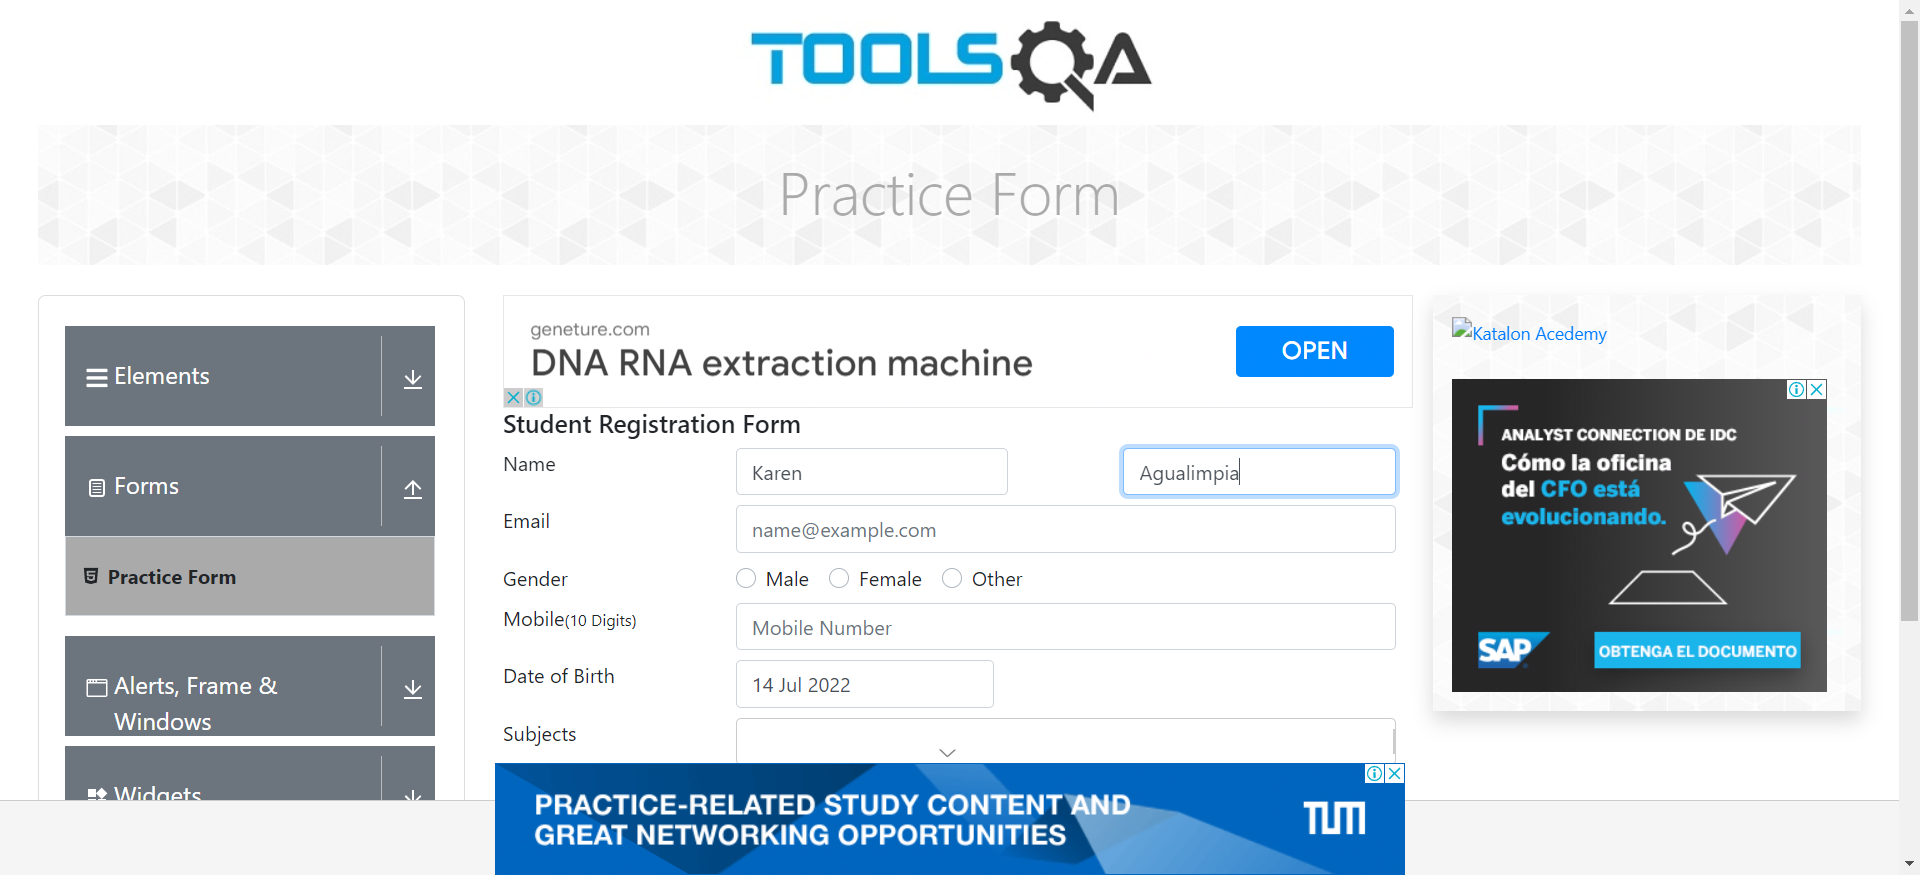 TOOLSQA
Practice Form
Elements
Forms
Practice Form
Alerts, Frame &
Windows
Widgets
geneture.com
DNA RNA extraction machine
OPEN
Student Registration Form
Name
Karen
Agualimpia
Email
name@example.com
Gender
Male
Female
Other
Mobile(10 Digits)
Mobile Number
Date of Birth
14 Jul 2022
Subjects
PRACTICE-RELATED STUDY CONTENT AND
GREAT NETWORKING OPPORTUNITIES
TUM
Katalon Acedemy
ANALYST CONNECTION DE IDC
Cómo la oficina
del CFO está
evolucionando.
SAP
OBTENGA EL DOCUMENTO